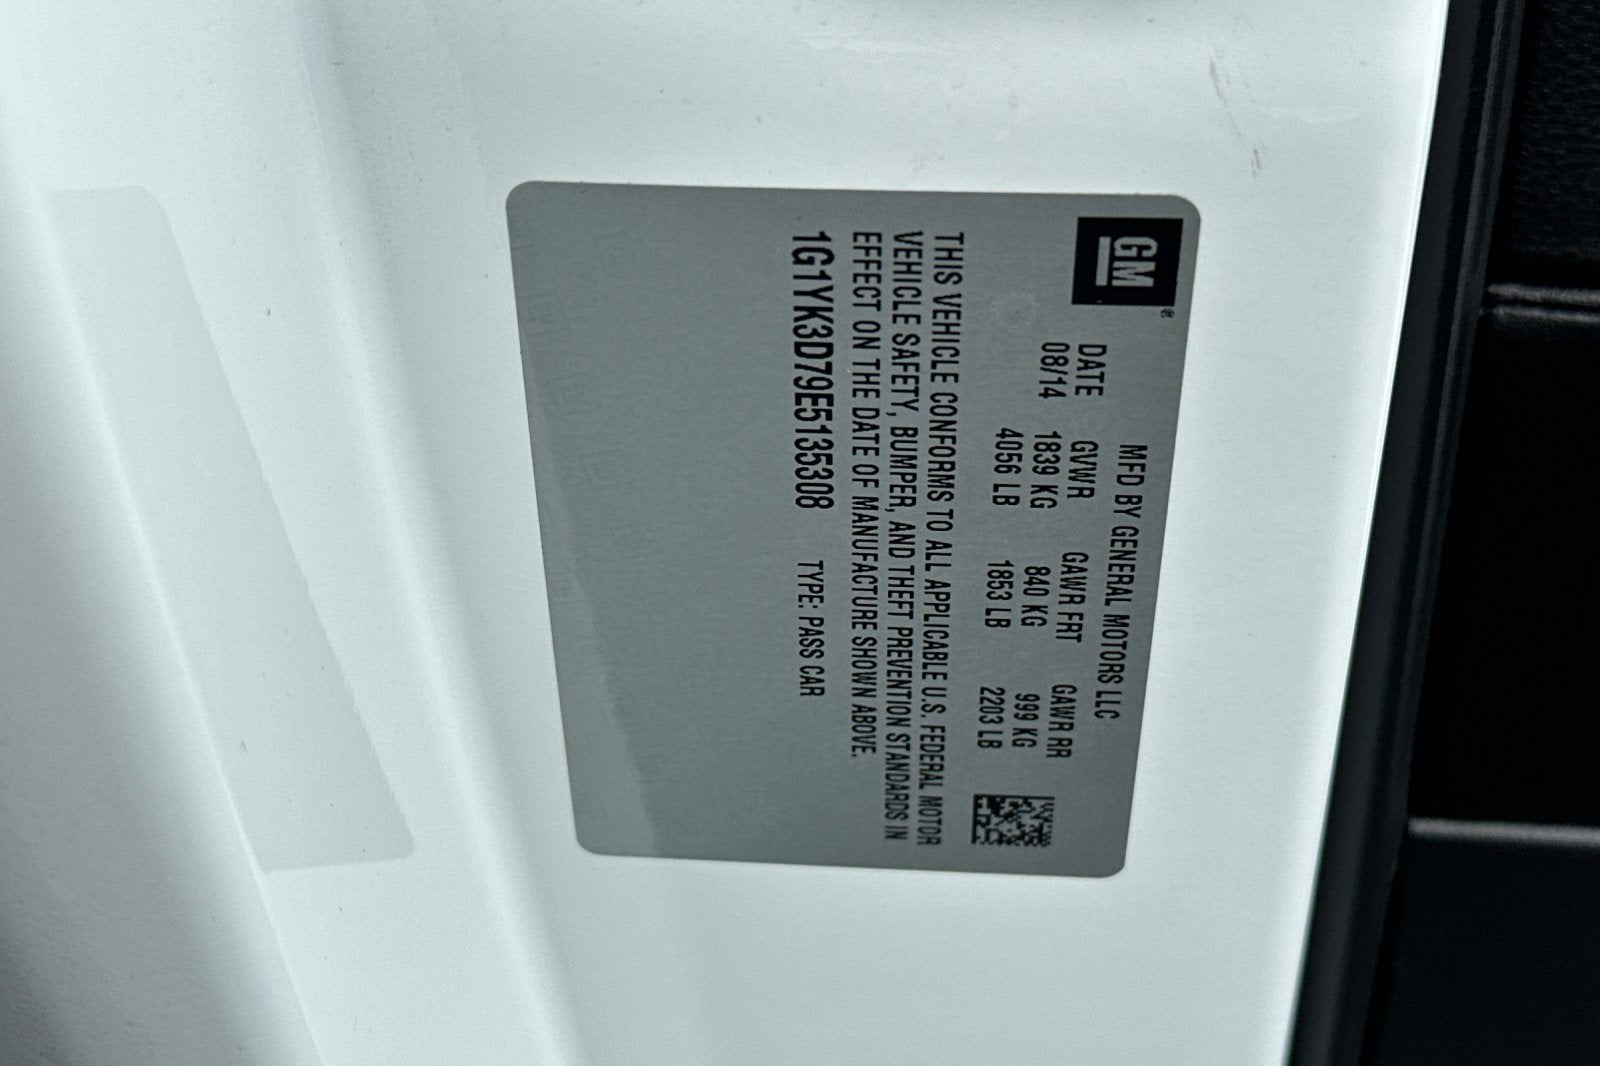 GM®
MFD BY GENERAL MOTORS LLC
DATE GVWR GAWR FRT GAWR RR
08/14 1839 KG 840 KG 999 KG
4056 LB 1853 LB 2203 LB
THIS VEHICLE CONFORMS TO ALL APPLICABLE U.S. FEDERAL MOTOR
VEHICLE SAFETY, BUMPER, AND THEFT PREVENTION STANDARDS IN
EFFECT ON THE DATE OF MANUFACTURE SHOWN ABOVE.
1G1YK3D79E5135308 TYPE: PASS CAR